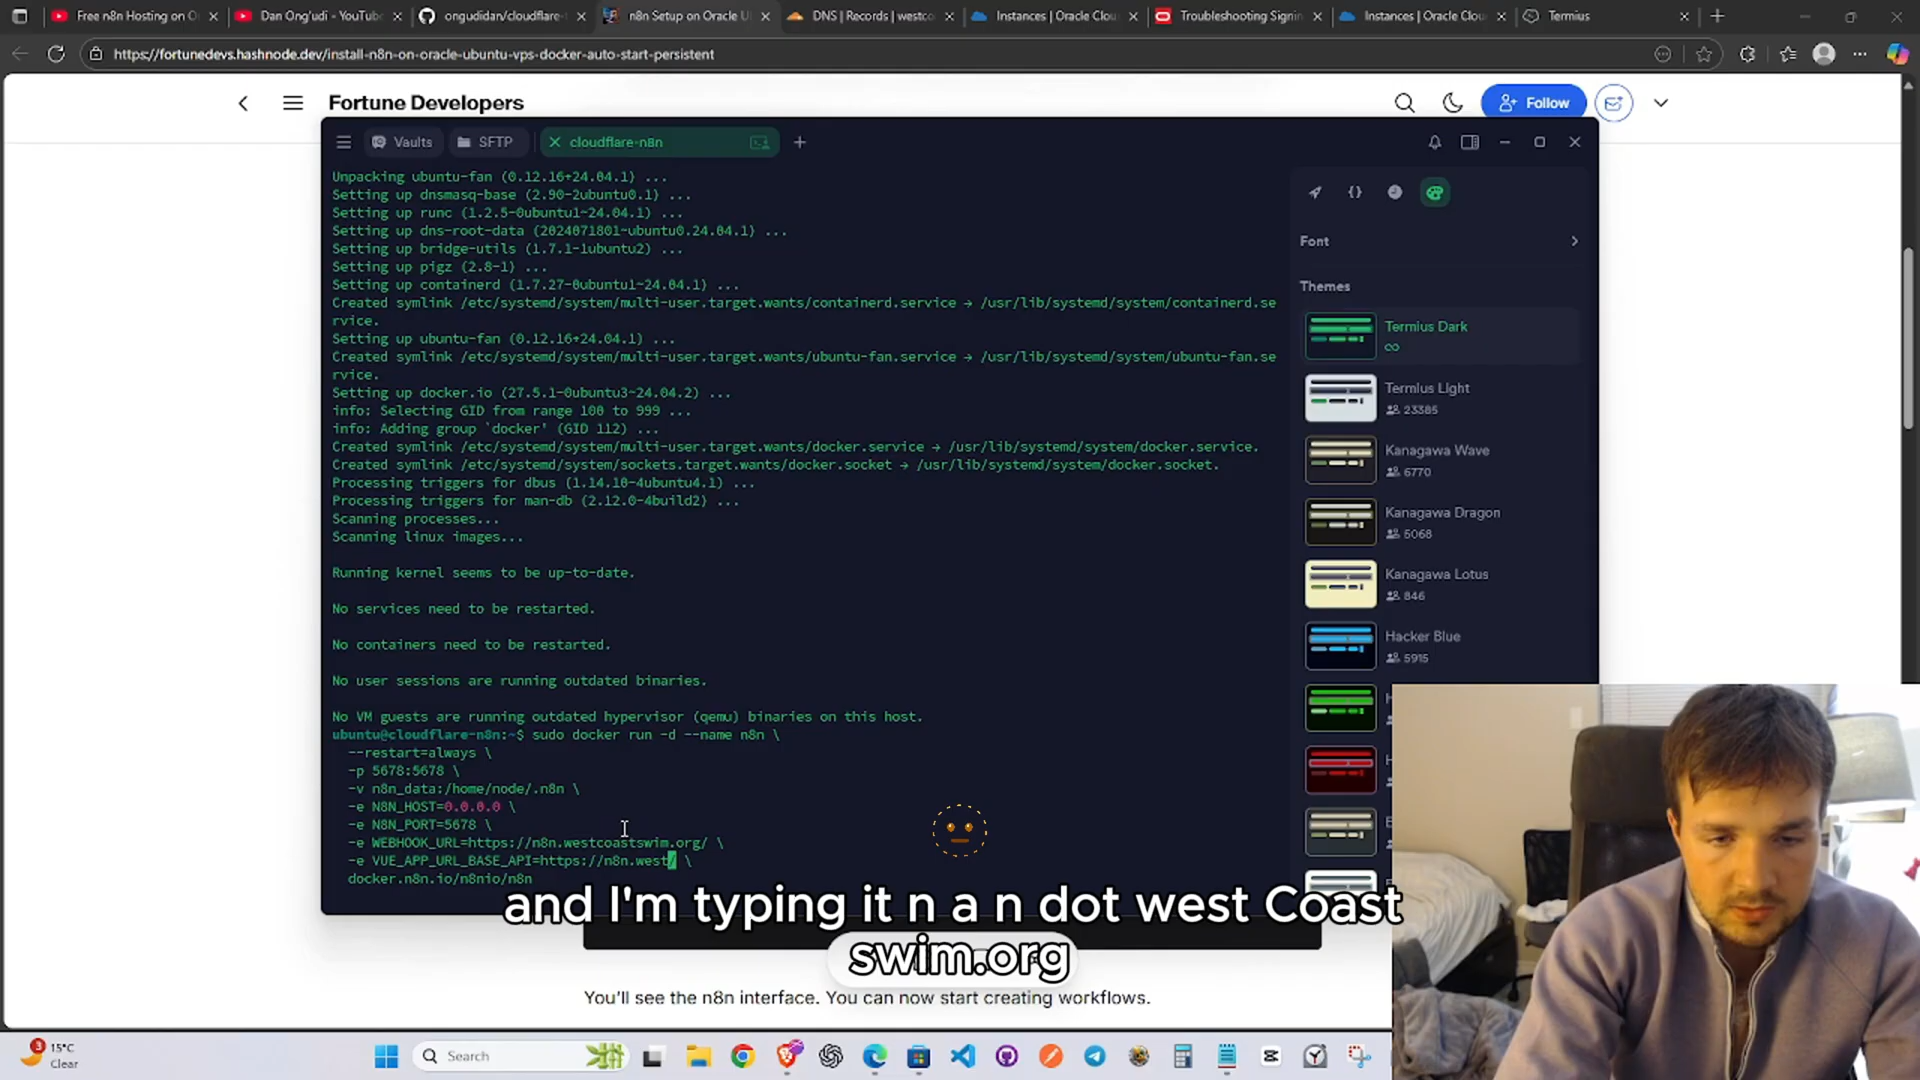 Free n8n Hosting on O
Dan Ong'udi - YouTube
ongudidan/cloudflare-
n8n Setup on Oracle U
DNS | Records | westco
Instances | Oracle Clou
Troubleshooting Signin
Instances | Oracle Clou
Termius
https://fortunedevs.hashnode.dev/install-n8n-on-oracle-ubuntu-vps-docker-auto-start-persistent
Fortune Developers
Follow
Vaults
SFTP
cloudflare-n8n
Unpacking ubuntu-fan (0.12.16+24.04.1) ...
Setting up dnsmasq-base (2.90-2ubuntu0.1) ...
Setting up runc (1.2.5-0ubuntu1~24.04.1) ...
Setting up dns-root-data (2024071801~ubuntu0.24.04.1) ...
Setting up bridge-utils (1.7.1-1ubuntu2) ...
Setting up pigz (2.8-1) ...
Setting up containerd (1.7.27-0ubuntu1~24.04.1) ...
Created symlink /etc/systemd/system/multi-user.target.wants/containerd.service → /usr/lib/systemd/system/containerd.se
rvice.
Setting up ubuntu-fan (0.12.16+24.04.1) ...
Created symlink /etc/systemd/system/multi-user.target.wants/ubuntu-fan.service → /usr/lib/systemd/system/ubuntu-fan.se
rvice.
Setting up docker.io (27.5.1-0ubuntu3~24.04.2) ...
info: Selecting GID from range 100 to 999 ...
info: Adding group `docker' (GID 112) ...
Created symlink /etc/systemd/system/multi-user.target.wants/docker.service → /usr/lib/systemd/system/docker.service.
Created symlink /etc/systemd/system/sockets.target.wants/docker.socket → /usr/lib/systemd/system/docker.socket.
Processing triggers for dbus (1.14.10-4ubuntu4.1) ...
Processing triggers for man-db (2.12.0-4build2) ...
Scanning processes...
Scanning linux images...
Running kernel seems to be up-to-date.
No services need to be restarted.
No containers need to be restarted.
No user sessions are running outdated binaries.
No VM guests are running outdated hypervisor (qemu) binaries on this host.
ubuntu@cloudflare-n8n:~$ sudo docker run -d --name n8n \
--restart=always \
-p 5678:5678 \
-v n8n_data:/home/node/.n8n \
-e N8N_HOST=0.0.0.0 \
-e N8N_PORT=5678 \
-e WEBHOOK_URL=https://n8n.westcoastswim.org/ \
-e VUE_APP_URL_BASE_API=https://n8n.west/ \
docker.n8n.io/n8nio/n8n
Font
Themes
Termius Dark
Termius Light
23385
Kanagawa Wave
6770
Kanagawa Dragon
5068
Kanagawa Lotus
846
Hacker Blue
5915
and I'm typing it n a n dot west Coast
swim.org
You'll see the n8n interface. You can now start creating workflows.
3
15°C
Clear
Search